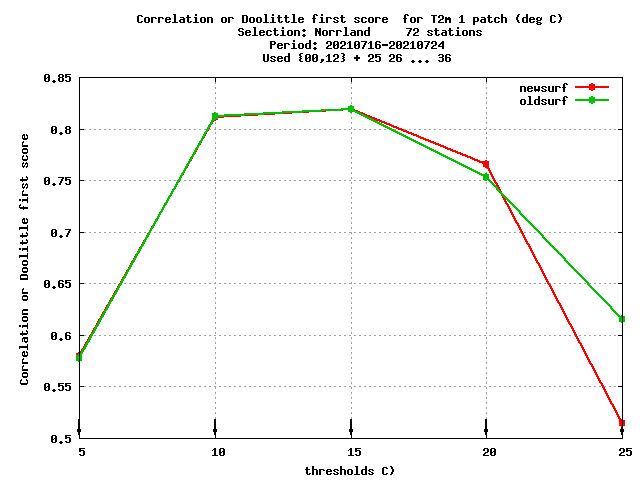 Correlation or Doolittle first score  for T2m 1 patch (deg C)
Selection: Norrland     72 stations
Period: 20210716-20210724
Used {00,12} + 25 26 ... 36
newsurf
oldsurf
Correlation or Doolittle first score
0.85
0.8
0.75
0.7
0.65
0.6
0.55
0.5
5 10 15 20 25
thresholds C)